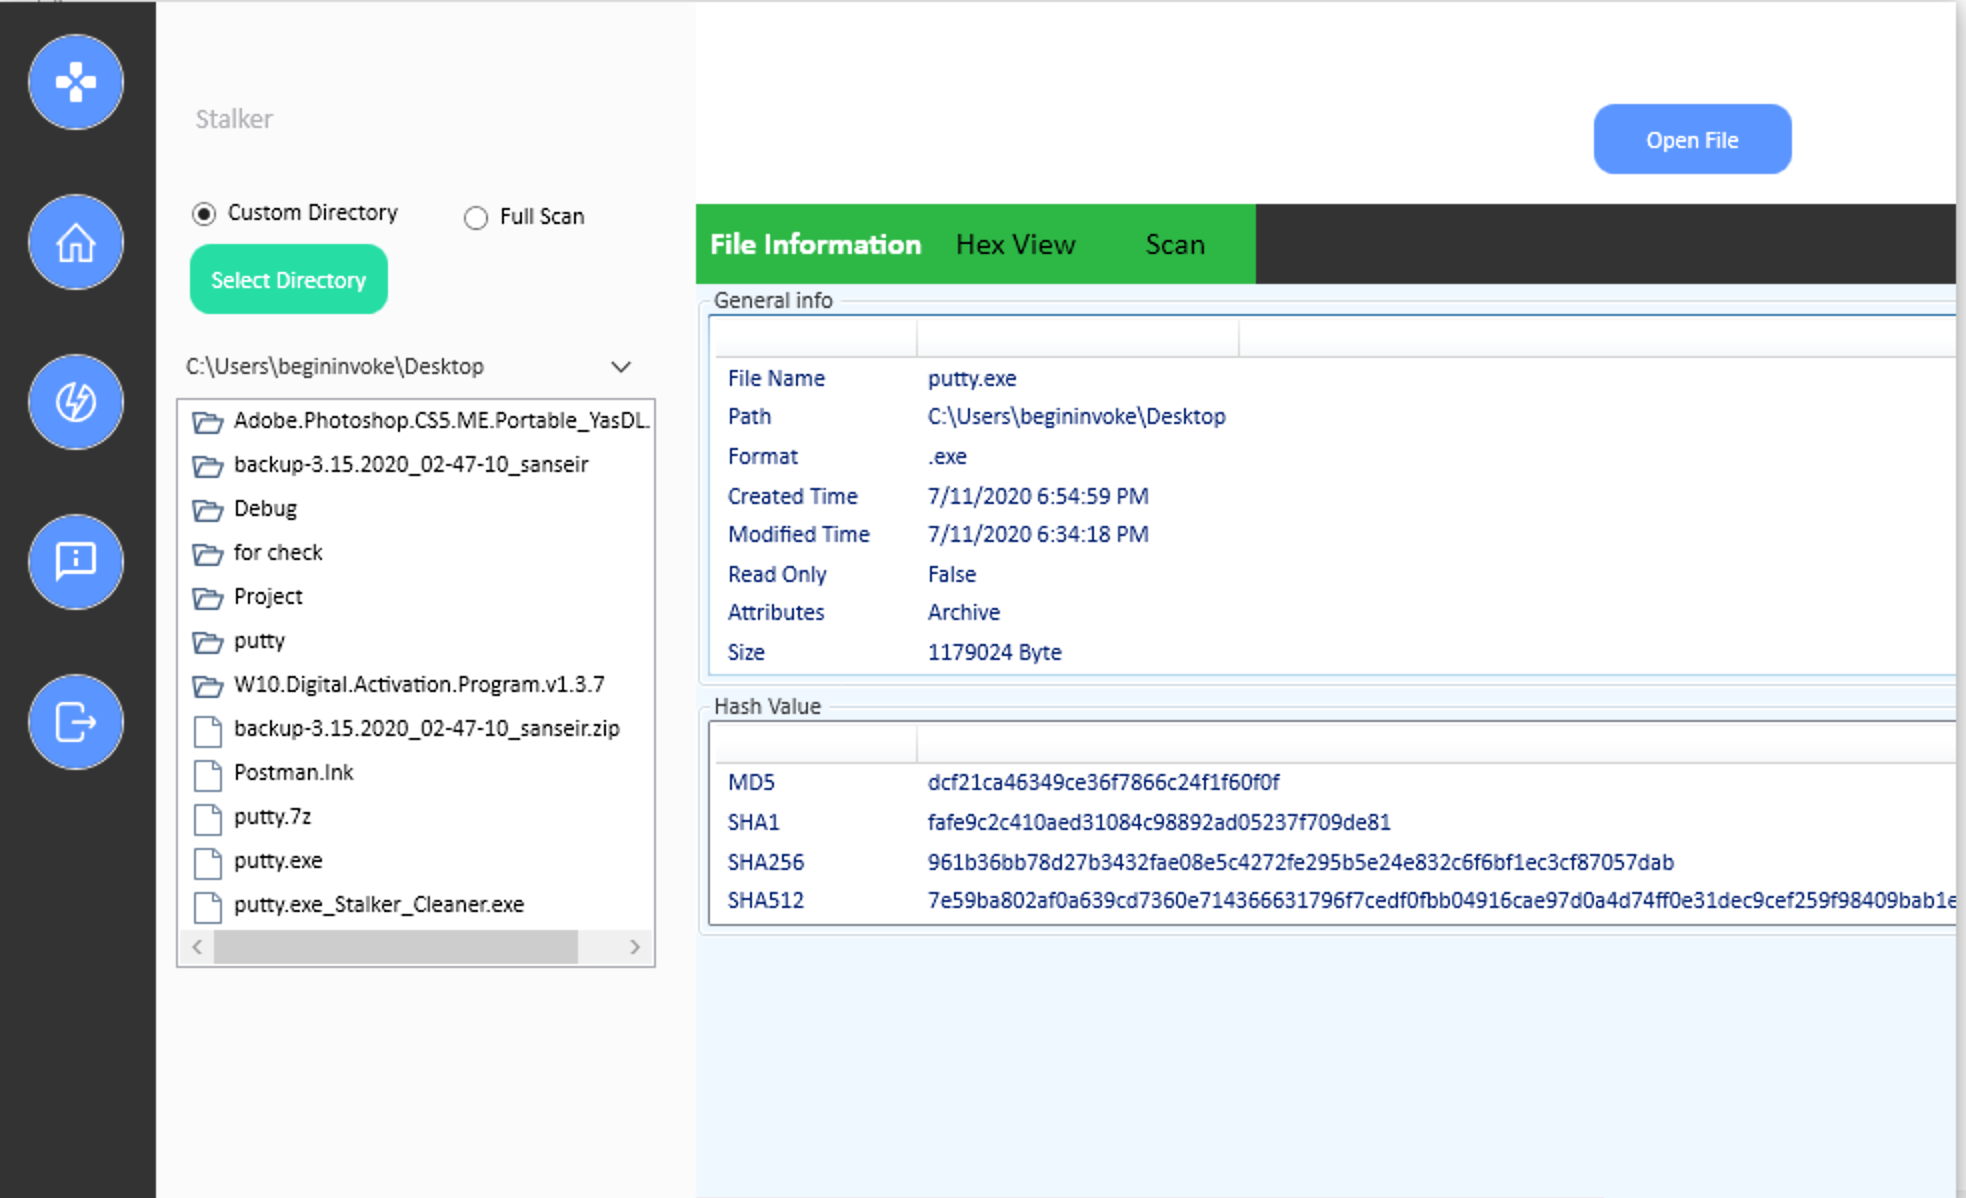 Stalker
Custom Directory
Full Scan
Select Directory
C:\Users\begininvoke\Desktop
Adobe.Photoshop.CS5.ME.Portable_YasDL.
backup-3.15.2020_02-47-10_sanseir
Debug
for check
Project
putty
W10.Digital.Activation.Program.v1.3.7
backup-3.15.2020_02-47-10_sanseir.zip
Postman.lnk
putty.7z
putty.exe
putty.exe_Stalker_Cleaner.exe
Open File
File Information Hex View Scan
General info
File Name putty.exe
Path C:\Users\begininvoke\Desktop
Format .exe
Created Time 7/11/2020 6:54:59 PM
Modified Time 7/11/2020 6:34:18 PM
Read Only False
Attributes Archive
Size 1179024 Byte
Hash Value
MD5 dcf21ca46349ce36f7866c24f1f60f0f
SHA1 fafe9c2c410aed31084c98892ad05237f709de81
SHA256 961b36bb78d27b3432fae08e5c4272fe295b5e24e832c6f6bf1ec3cf87057dab
SHA512 7e59ba802af0a639cd7360e714366631796f7cedf0fbb04916cae97d0a4d74ff0e31dec9cef259f98409bab1e